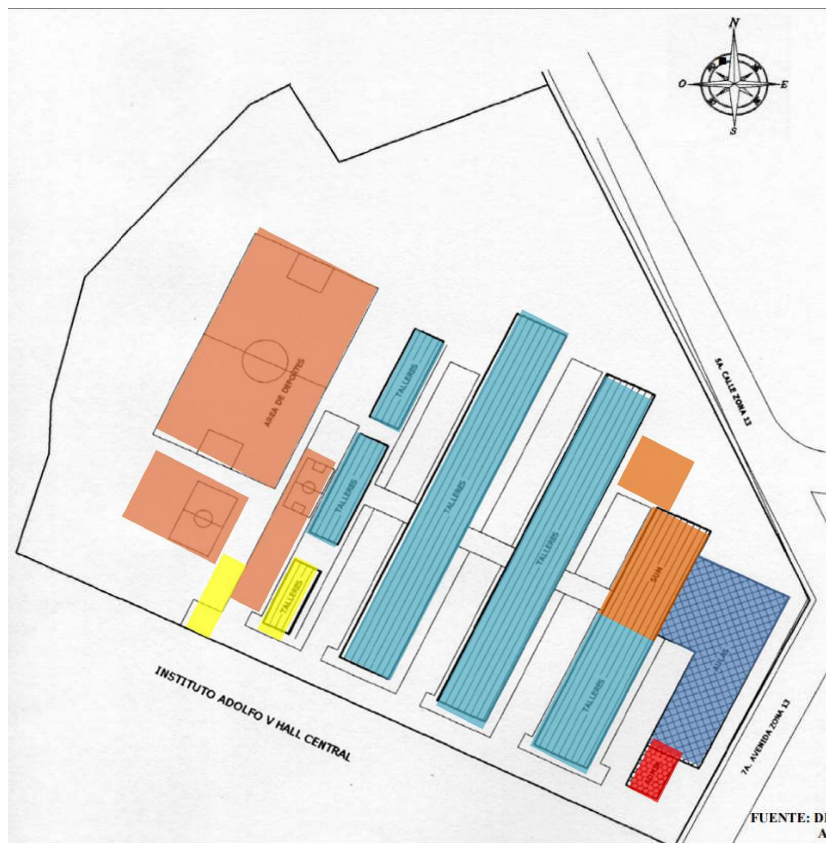 N
O
E
S
5A. CALLE ZONA 13
AREA DE DEPORTES
TALLERES
TALLERES
TALLERES
TALLERES
TALLERES
SUM
AULAS
TALLERES
INSTITUTO ADOLFO V HALL CENTRAL
7A. AVENIDA ZONA 13
FUENTE: DI
A